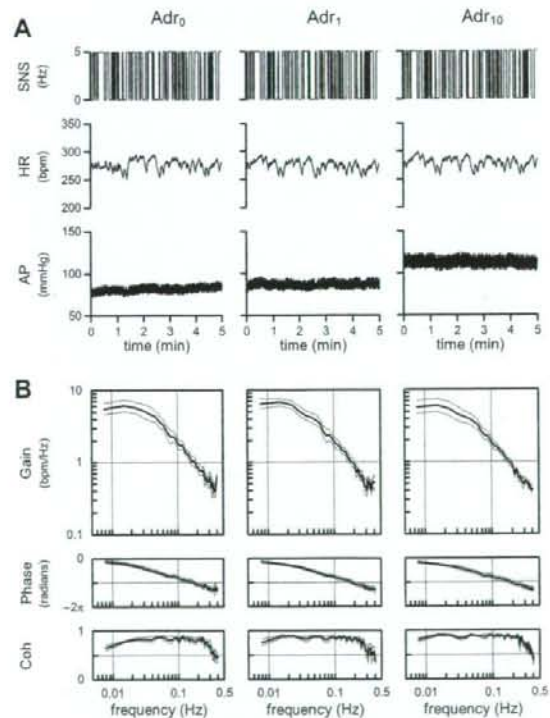 Adr0 Adr1 Adr10
A
SNS
(Hz)
5
0
HR
(bpm)
350
300
250
200
AP
(mmHg)
150
100
50
0 1 2 3 4 5 0 1 2 3 4 5 0 1 2 3 4 5
time (min) time (min) time (min)
B
Gain
(bpm/Hz)
10
1
0.1
Phase
(radians)
0
−2π
Coh
1
0
0.01 0.1 0.5 0.01 0.1 0.5 0.01 0.1 0.5
frequency (Hz) frequency (Hz) frequency (Hz)